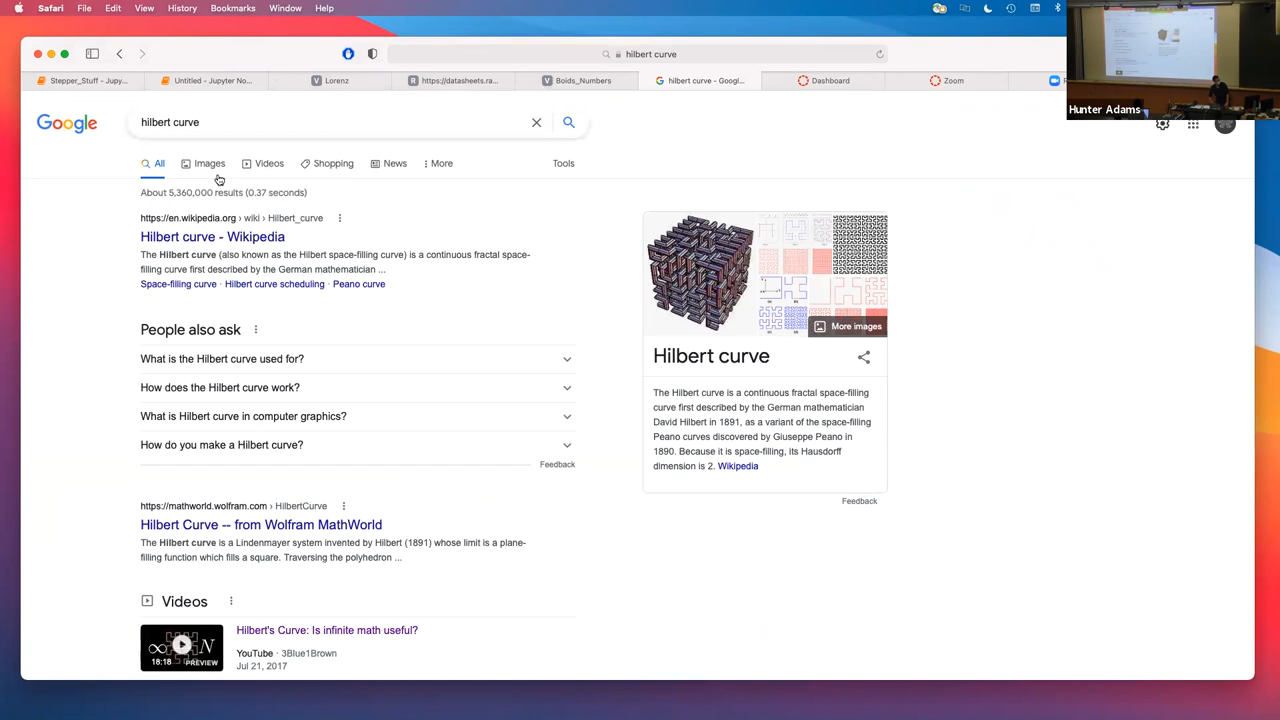 Safari File Edit View History Bookmarks Window Help
hilbert curve
Stepper_Stuff - Jupy...
Untitled - Jupyter No...
Lorenz
https://datasheets.ra...
Boids_Numbers
hilbert curve - Googl...
Dashboard
Zoom
Hunter Adams
Google
hilbert curve
All Images Videos Shopping News More Tools
About 5,360,000 results (0.37 seconds)
https://en.wikipedia.org › wiki › Hilbert_curve
Hilbert curve - Wikipedia
The Hilbert curve (also known as the Hilbert space-filling curve) is a continuous fractal space-
filling curve first described by the German mathematician ...
Space-filling curve · Hilbert curve scheduling · Peano curve
People also ask
What is the Hilbert curve used for?
How does the Hilbert curve work?
What is Hilbert curve in computer graphics?
How do you make a Hilbert curve?
Feedback
https://mathworld.wolfram.com › HilbertCurve
Hilbert Curve -- from Wolfram MathWorld
The Hilbert curve is a Lindenmayer system invented by Hilbert (1891) whose limit is a plane-
filling function which fills a square. Traversing the polyhedron ...
Videos
∞ N
18:18 PREVIEW
Hilbert's Curve: Is infinite math useful?
YouTube · 3Blue1Brown
Jul 21, 2017
More images
Hilbert curve
The Hilbert curve is a continuous fractal space-filling
curve first described by the German mathematician
David Hilbert in 1891, as a variant of the space-filling
Peano curves discovered by Giuseppe Peano in
1890. Because it is space-filling, its Hausdorff
dimension is 2. Wikipedia
Feedback